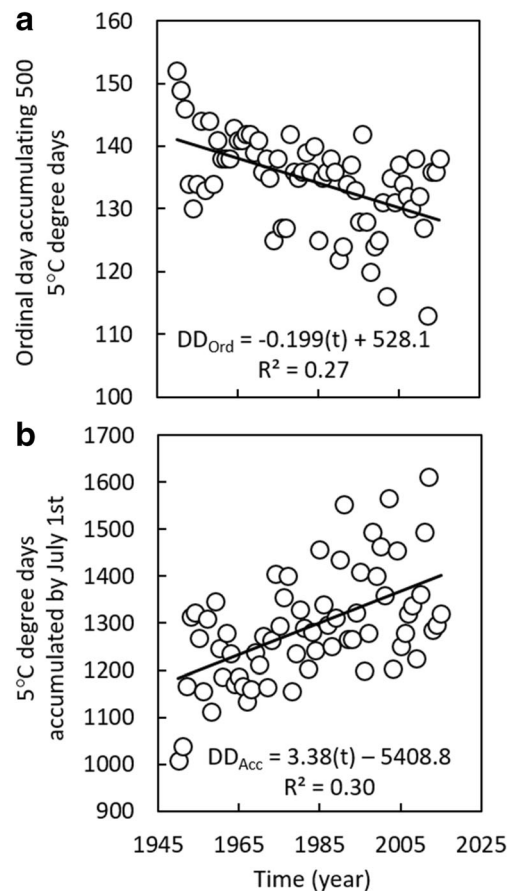 a
Ordinal day accumulating 500
5°C degree days
160
150
140
130
120
110
100
DD_Ord = -0.199(t) + 528.1
R² = 0.27
b
5°C degree days
accumulated by July 1st
1700
1600
1500
1400
1300
1200
1100
1000
900
DD_Acc = 3.38(t) – 5408.8
R² = 0.30
1945 1965 1985 2005 2025
Time (year)